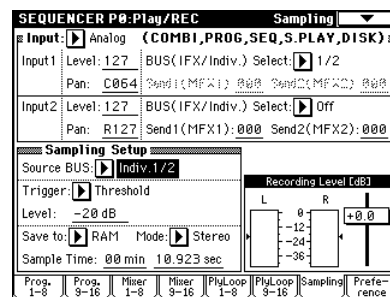 SEQUENCER P0:Play/REC Sampling
Input: Analog (COMBI,PROG,SEQ,S.PLAY,DISK)
Input1 Level: 127 BUS(IFX/Indiv.) Select: 1/2
Pan: C064 Send1(MFX1) 000 Send2(MFX2) 000
Input2 Level: 127 BUS(IFX/Indiv.) Select: Off
Pan: R127 Send1(MFX1): 000 Send2(MFX2): 000
Sampling Setup
Source BUS: Indiv.1/2
Trigger: Threshold
Level: -20 dB
Save to: RAM Mode: Stereo
Sample Time: 00 min 10.923 sec
Recording Level [dB]
L R
0
+0.0
-12
-24
-36
Prog. 1-8 Prog. 9-16 Mixer 1-8 Mixer 9-16 PlyLoop 1-8 PlyLoop 9-16 Sampling Preference